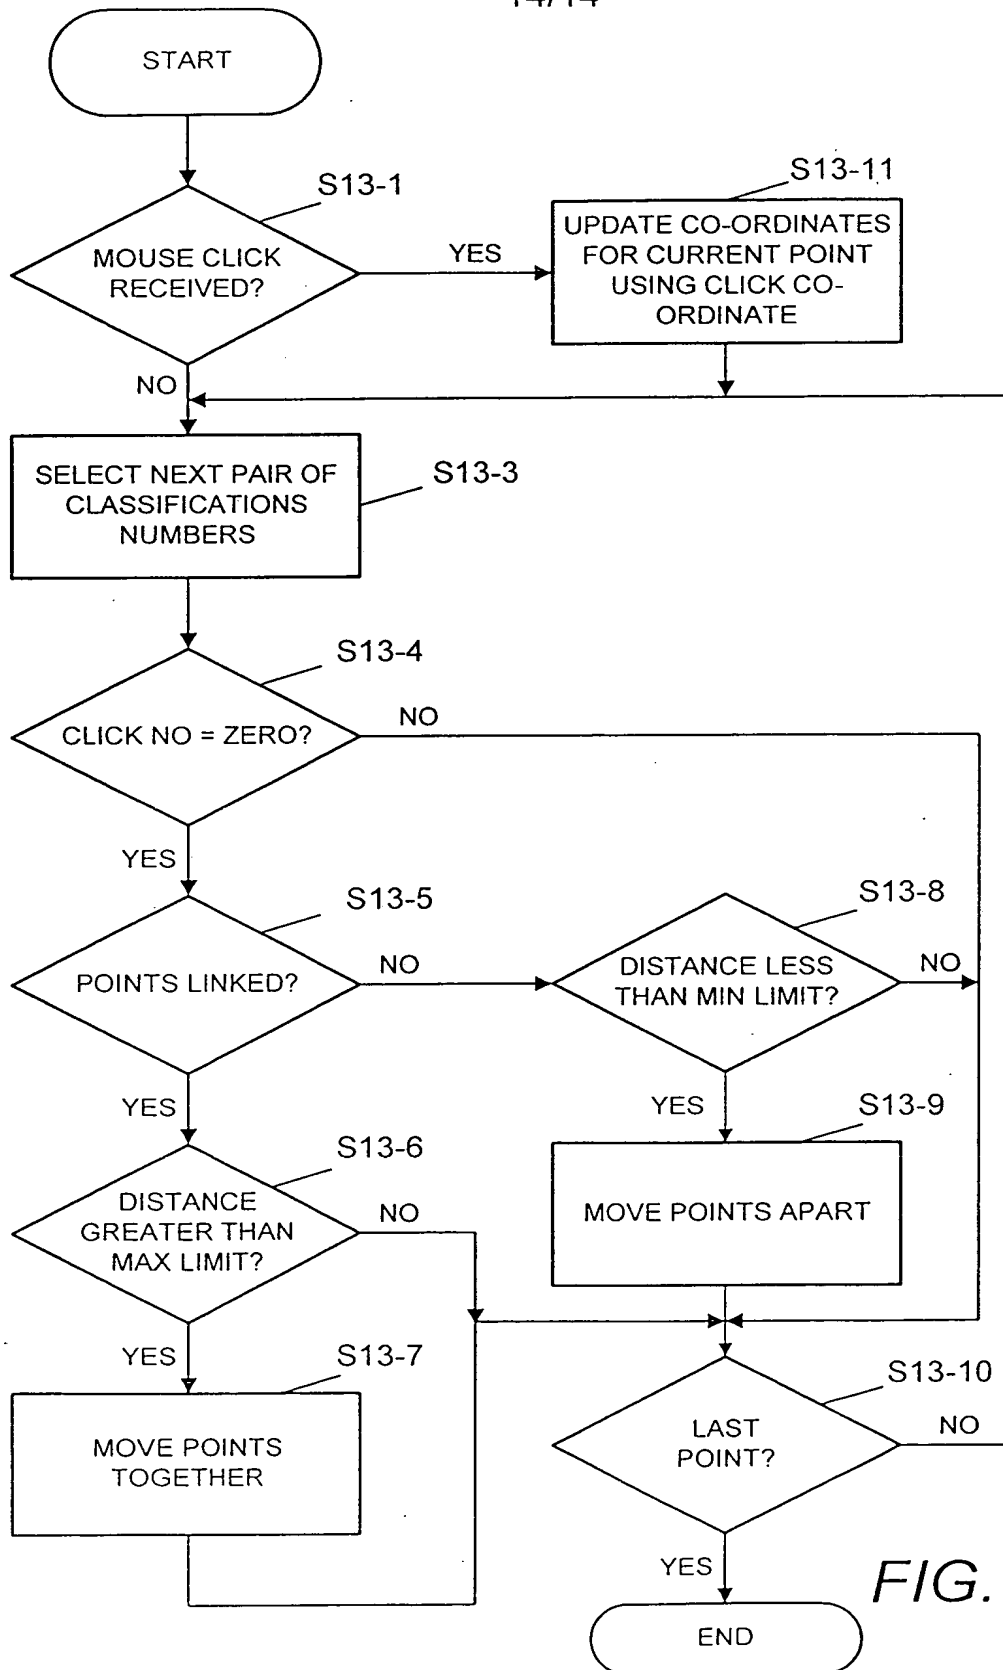 14/14
START
S13-1
MOUSE CLICK
RECEIVED?
YES
S13-11
UPDATE CO-ORDINATES
FOR CURRENT POINT
USING CLICK CO-
ORDINATE
NO
SELECT NEXT PAIR OF
CLASSIFICATIONS
NUMBERS
S13-3
S13-4
CLICK NO = ZERO?
NO
YES
S13-5
POINTS LINKED?
NO
S13-8
DISTANCE LESS
THAN MIN LIMIT?
NO
YES
YES
S13-6
DISTANCE
GREATER THAN
MAX LIMIT?
NO
S13-9
MOVE POINTS APART
YES
S13-7
MOVE POINTS
TOGETHER
S13-10
LAST
POINT?
NO
YES
END
FIG.